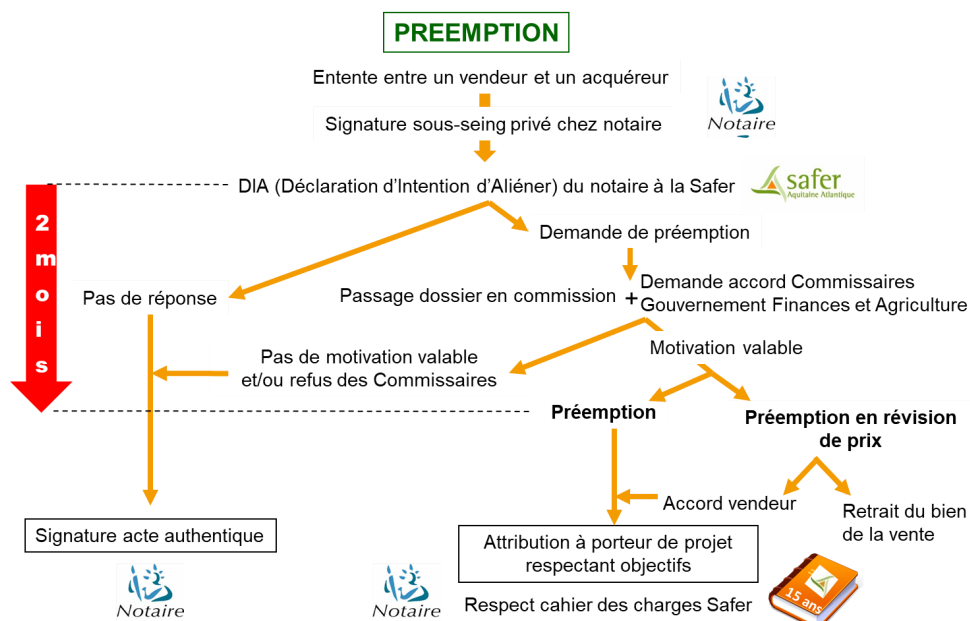 PREEMPTION
Entente entre un vendeur et un acquéreur
Signature sous-seing privé chez notaire
Notaire
DIA (Déclaration d'Intention d'Aliéner) du notaire à la Safer
safer
Aquitaine Atlantique
2 mois
Demande de préemption
Pas de réponse
Passage dossier en commission +
Demande accord Commissaires
Gouvernement Finances et Agriculture
Pas de motivation valable
et/ou refus des Commissaires
Motivation valable
Préemption
Préemption en révision
de prix
Accord vendeur
Retrait du bien
de la vente
Signature acte authentique
Attribution à porteur de projet
respectant objectifs
Notaire
Notaire
Respect cahier des charges Safer
15 ans